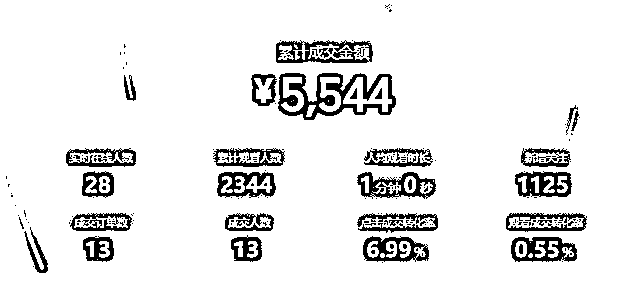 累计成交金额
¥5,544
实时在线人数 累计观看人数 人均观看时长 新增关注
28 2344 1分钟0秒 1125
成交订单数 成交人数 点击成交转化率 观看成交转化率
13 13 6.99% 0.55%